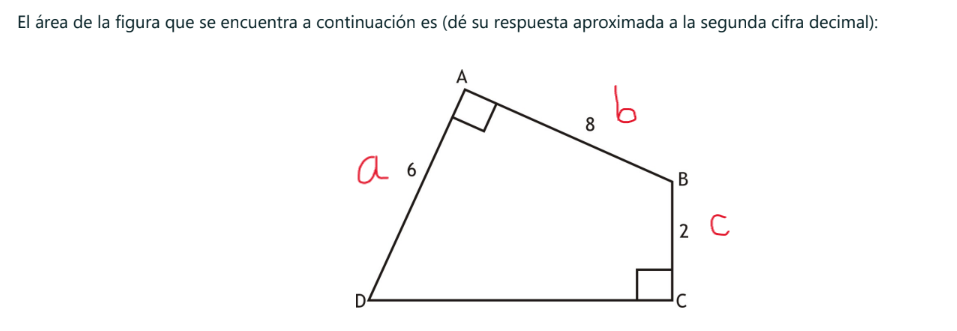 El área de la figura que se encuentra a continuación es (dé su respuesta aproximada a la segunda cifra decimal):
A
b
8
a 6
B
2 c
D
C